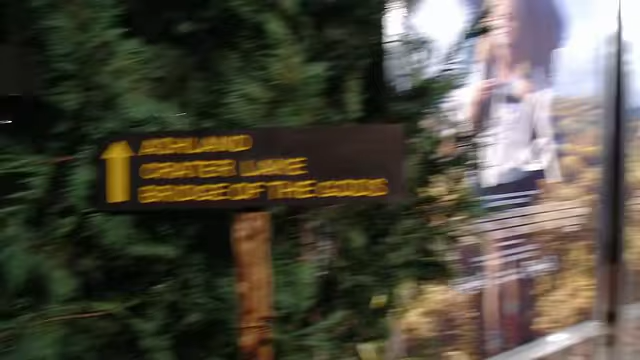 ASHLAND
CRATER LAKE
BRIDGE OF THE GODS